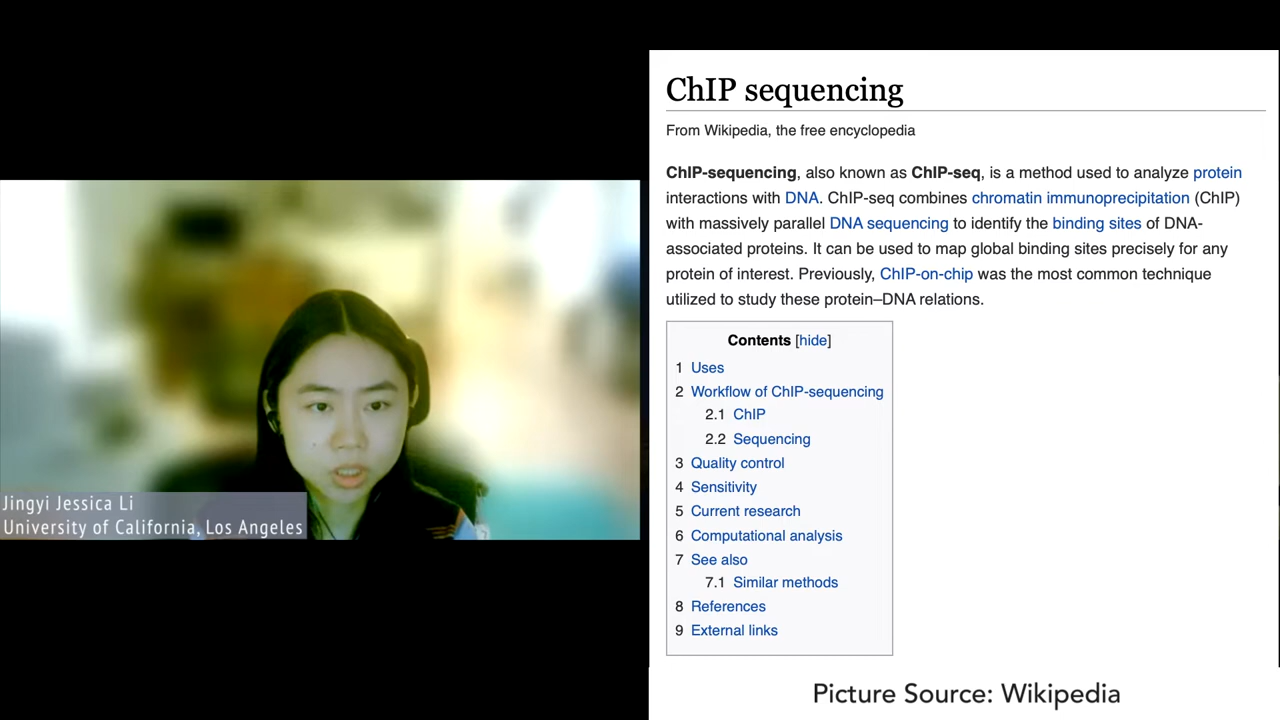 Jingyi Jessica Li
University of California, Los Angeles
ChIP sequencing
From Wikipedia, the free encyclopedia
ChIP-sequencing, also known as ChIP-seq, is a method used to analyze protein
interactions with DNA. ChIP-seq combines chromatin immunoprecipitation (ChIP)
with massively parallel DNA sequencing to identify the binding sites of DNA-
associated proteins. It can be used to map global binding sites precisely for any
protein of interest. Previously, ChIP-on-chip was the most common technique
utilized to study these protein–DNA relations.
Contents [hide]
1 Uses
2 Workflow of ChIP-sequencing
2.1 ChIP
2.2 Sequencing
3 Quality control
4 Sensitivity
5 Current research
6 Computational analysis
7 See also
7.1 Similar methods
8 References
9 External links
Picture Source: Wikipedia